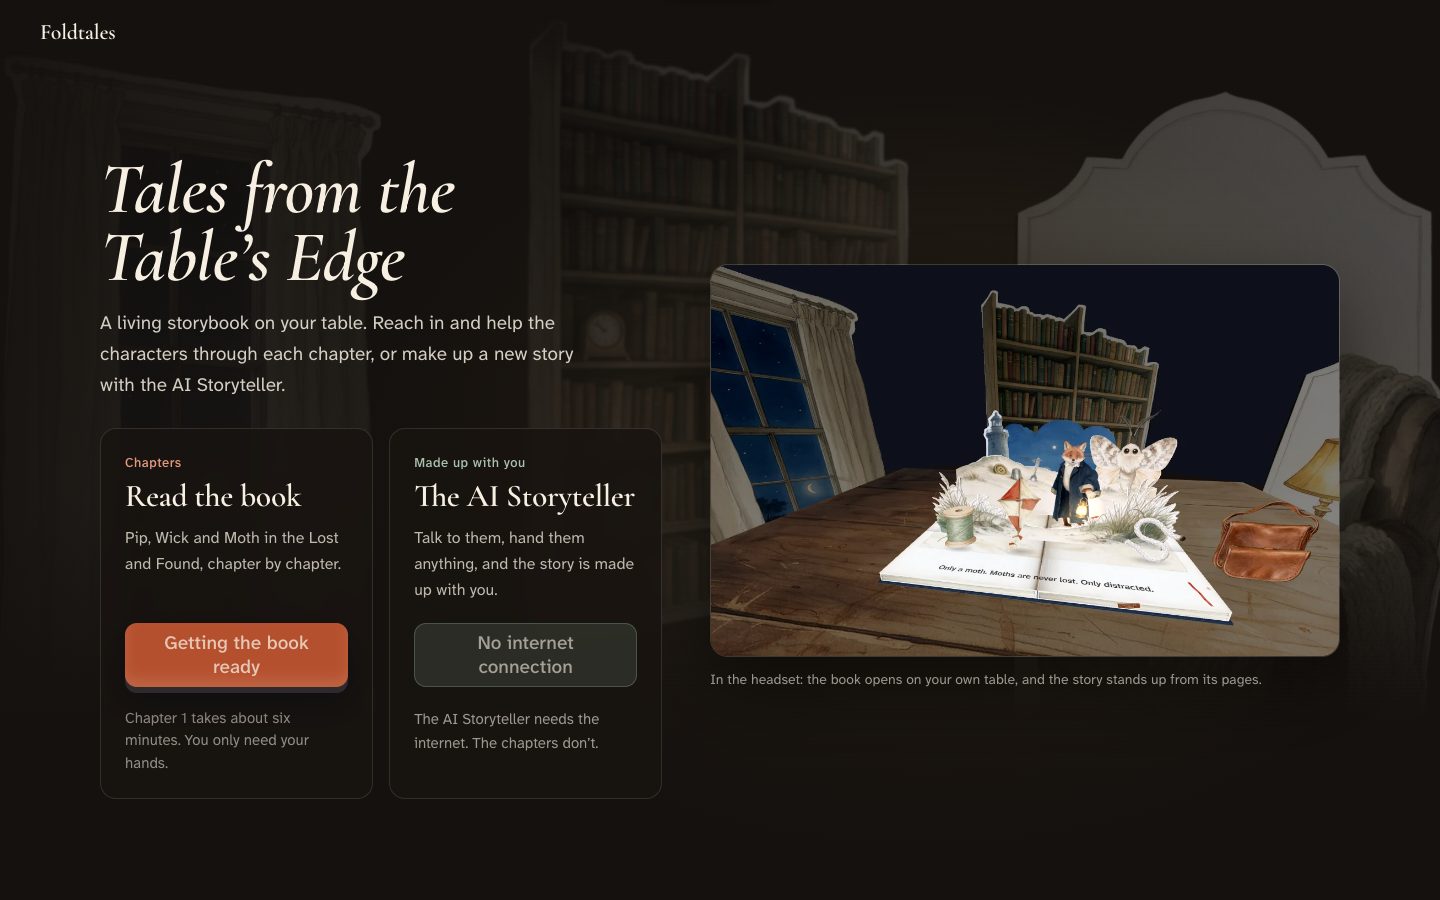 Foldtales
Tales from the
Table’s Edge
A living storybook on your table. Reach in and help the
characters through each chapter, or make up a new story
with the AI Storyteller.
Chapters
Read the book
Pip, Wick and Moth in the Lost
and Found, chapter by chapter.
Getting the book
ready
Chapter 1 takes about six
minutes. You only need your
hands.
Made up with you
The AI Storyteller
Talk to them, hand them
anything, and the story is made
up with you.
No internet
connection
The AI Storyteller needs the
internet. The chapters don’t.
Only a moth. Moths are never lost. Only distracted.
In the headset: the book opens on your own table, and the story stands up from its pages.